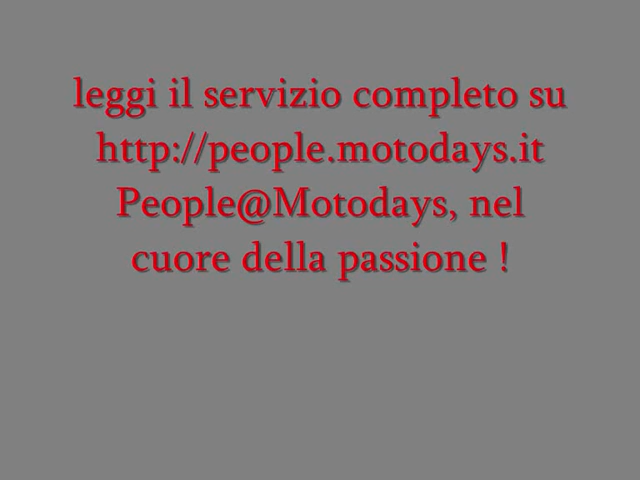 leggi il servizio completo su
http://people.motodays.it
People@Motodays, nel
cuore della passione !